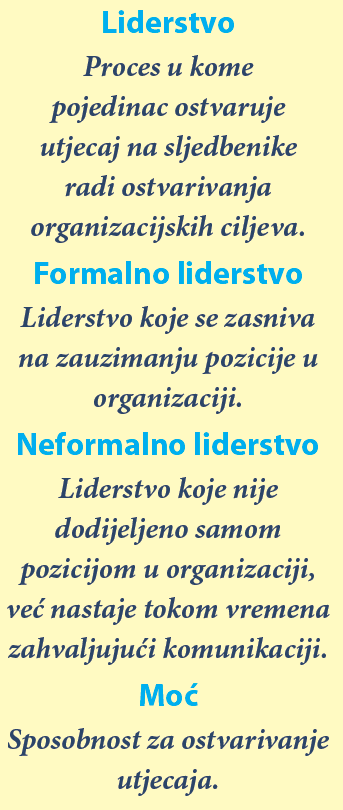 Liderstvo
Proces u kome
pojedinac ostvaruje
utjecaj na sljedbenike
radi ostvarivanja
organizacijskih ciljeva.
Formalno liderstvo
Liderstvo koje se zasniva
na zauzimanju pozicije u
organizaciji.
Neformalno liderstvo
Liderstvo koje nije
dodijeljeno samom
pozicijom u organizaciji,
već nastaje tokom vremena
zahvaljujući komunikaciji.
Moć
Sposobnost za ostvarivanje
utjecaja.